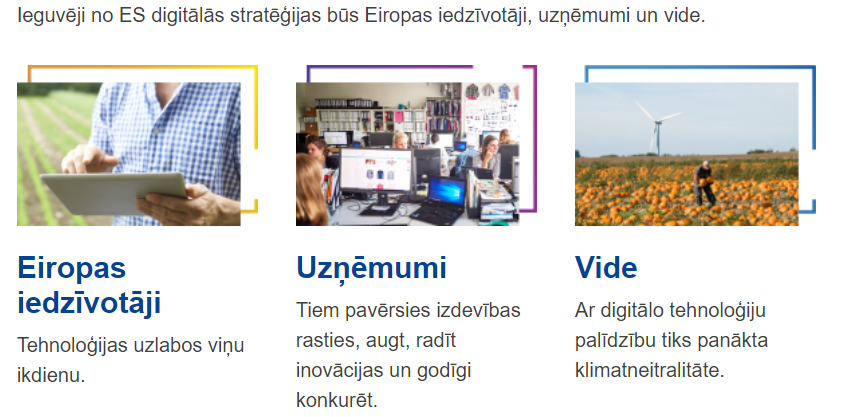 Ieguvēji no ES digitālās stratēģijas būs Eiropas iedzīvotāji, uzņēmumi un vide.
Eiropas
iedzīvotāji
Tehnoloģijas uzlabos viņu
ikdienu.
Uzņēmumi
Tiem pavērsies izdevības
rasties, augt, radīt
inovācijas un godīgi
konkurēt.
Vide
Ar digitālo tehnoloģiju
palīdzību tiks panākta
klimatneitralitāte.